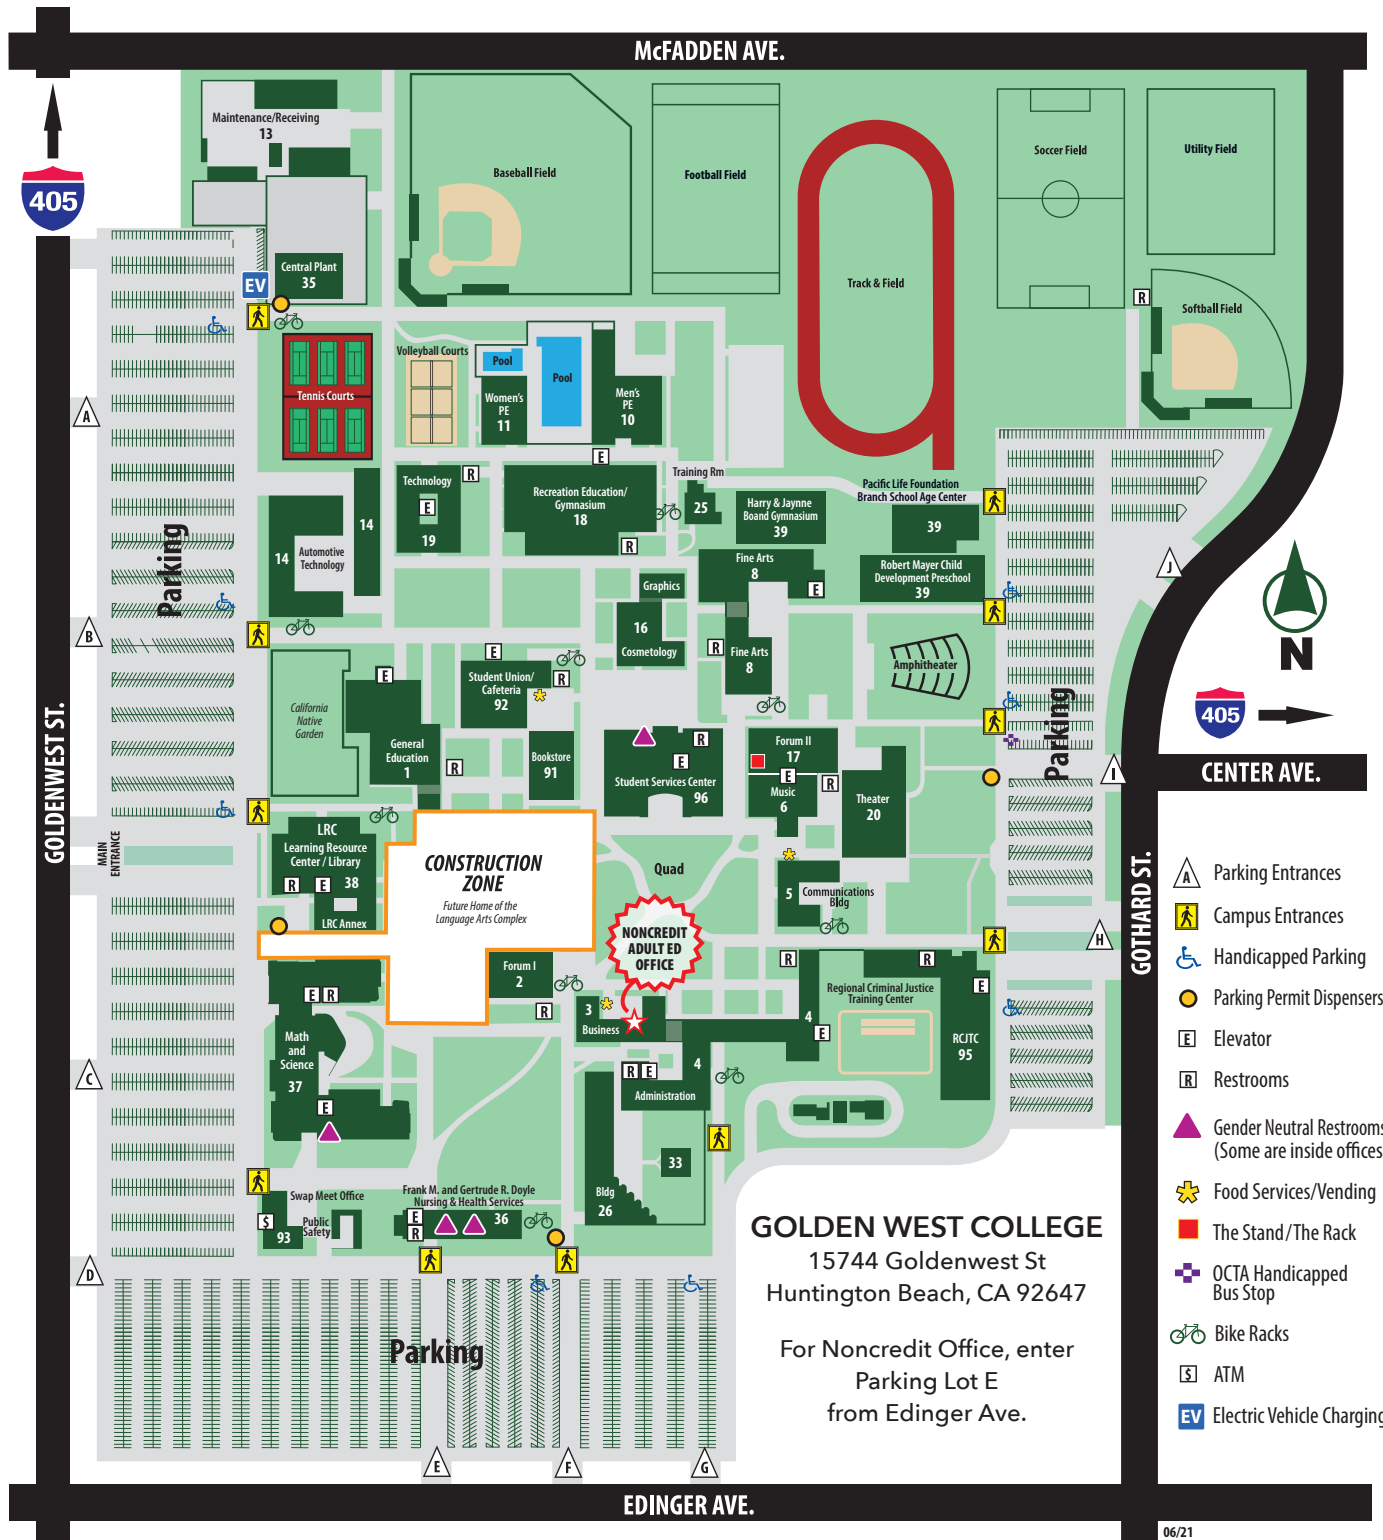 McFADDEN AVE.
405
Maintenance/Receiving
13
Baseball Field
Football Field
Soccer Field
Utility Field
Track & Field
Softball Field
R
Central Plant
35
EV
Tennis Courts
Volleyball Courts
Pool
Pool
Women's
PE
11
Men's
PE
10
A
E
R
Technology
E
19
Recreation Education/
Gymnasium
18
R
Training Rm
25
Harry & Jaynne
Boand Gymnasium
39
Pacific Life Foundation
Branch School Age Center
39
Robert Mayer Child
Development Preschool
39
14
14
Automotive
Technology
Parking
Fine Arts
8
E
Graphics
16
Cosmetology
R
Fine Arts
8
Amphitheater
J
N
405
B
California
Native
Garden
E
General
Education
1
R
E
Student Union/
Cafeteria
92
R
Bookstore
91
R
E
Student Services Center
96
Forum II
17
E
Music
6
R
Theater
20
Parking
I
CENTER AVE.
GOLDENWEST ST.
MAIN
ENTRANCE
LRC
Learning Resource
Center / Library
R
E
38
LRC Annex
CONSTRUCTION
ZONE
Future Home of the
Language Arts Complex
Quad
NONCREDIT
ADULT ED
OFFICE
5
Communications
Bldg
H
GOTHARD ST.
Forum I
2
R
3
Business
R
R
Regional Criminal Justice
Training Center
4
E
E
RCJTC
95
E
R
Math
and
Science
37
E
C
R
E
4
Administration
33
Bldg
26
Swap Meet Office
$
93
Public
Safety
Frank M. and Gertrude R. Doyle
Nursing & Health Services
E
R
36
D
Parking
E
F
G
EDINGER AVE.
GOLDEN WEST COLLEGE
15744 Goldenwest St
Huntington Beach, CA 92647
For Noncredit Office, enter
Parking Lot E
from Edinger Ave.
A Parking Entrances
Campus Entrances
Handicapped Parking
Parking Permit Dispensers
E Elevator
R Restrooms
Gender Neutral Restrooms
(Some are inside offices
Food Services/Vending
The Stand/The Rack
OCTA Handicapped
Bus Stop
Bike Racks
$ ATM
EV Electric Vehicle Charging
06/21